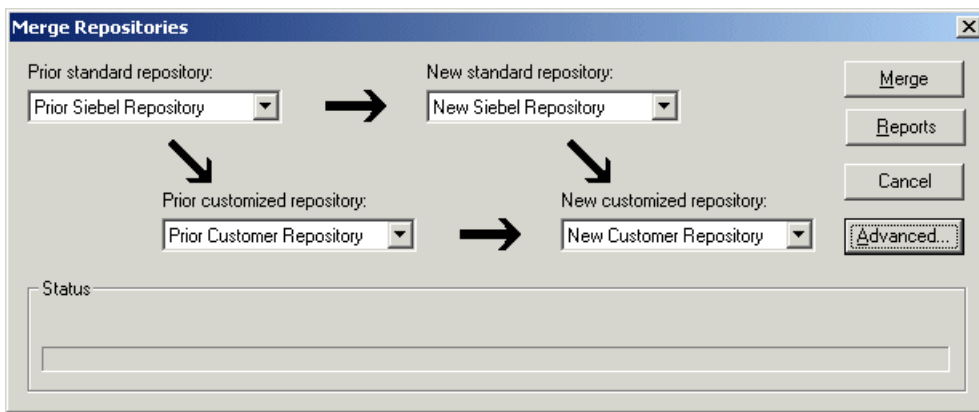 Merge Repositories
Prior standard repository:
New standard repository:
Merge
Prior Siebel Repository
New Siebel Repository
Reports
Prior customized repository:
New customized repository:
Cancel
Prior Customer Repository
New Customer Repository
Advanced...
Status